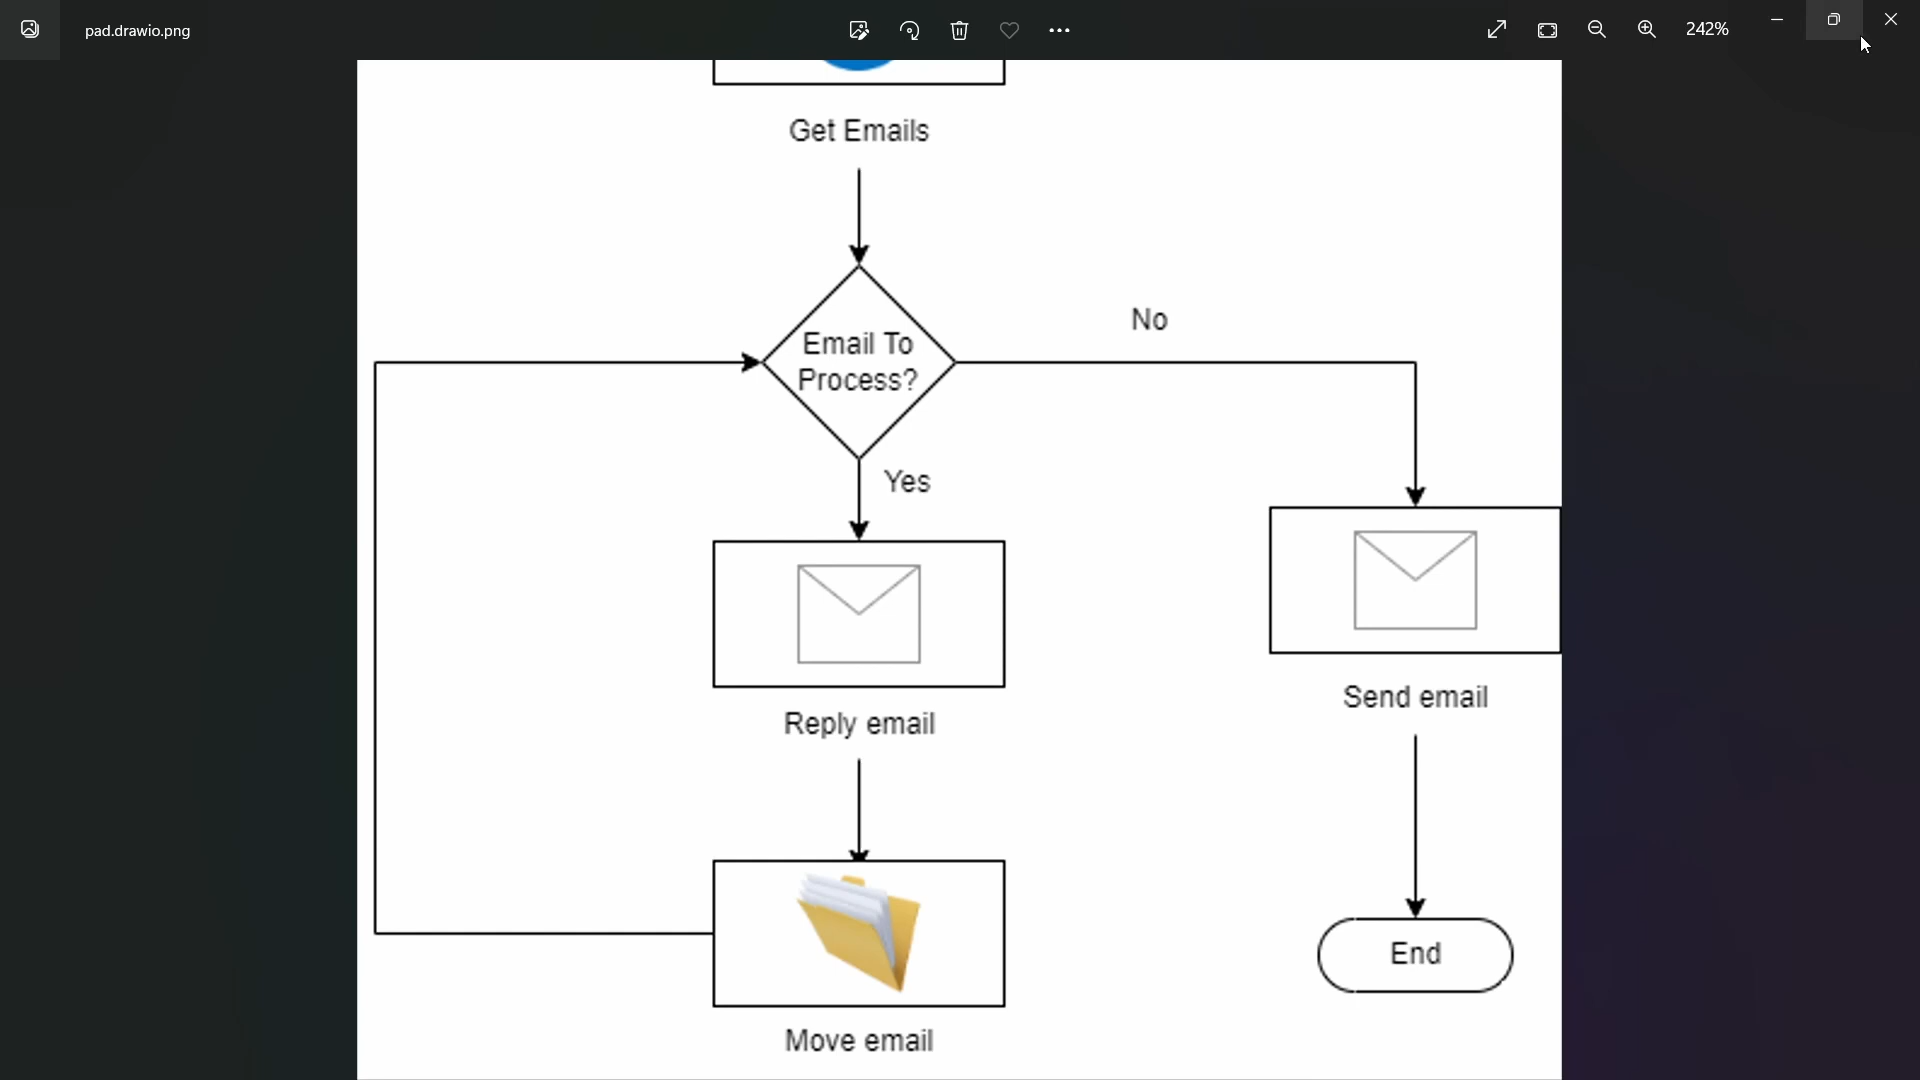 pad.drawio.png
242%
Get Emails
No
Email To
Process?
Yes
Reply email
Send email
End
Move email